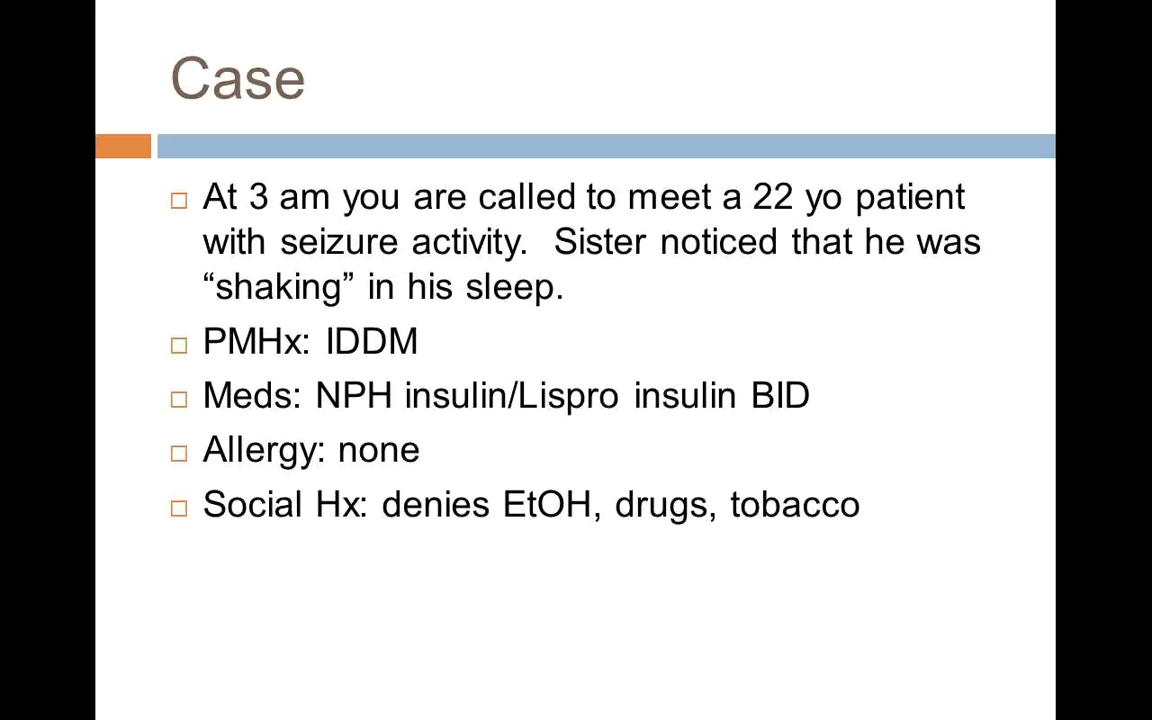 Case
At 3 am you are called to meet a 22 yo patient
with seizure activity.  Sister noticed that he was
“shaking” in his sleep.
PMHx: IDDM
Meds: NPH insulin/Lispro insulin BID
Allergy: none
Social Hx: denies EtOH, drugs, tobacco